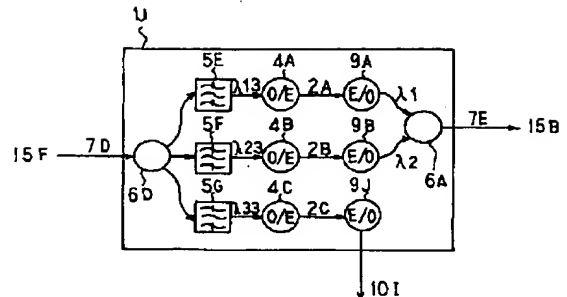 U
5E λ13 4A 2A 9A λ1
O/E E/O
15F 7D 5F λ23 4B 2B 9B 7E 15B
O/E E/O λ2
6D 5G λ33 4C 2C 9J 6A
O/E E/O
10I